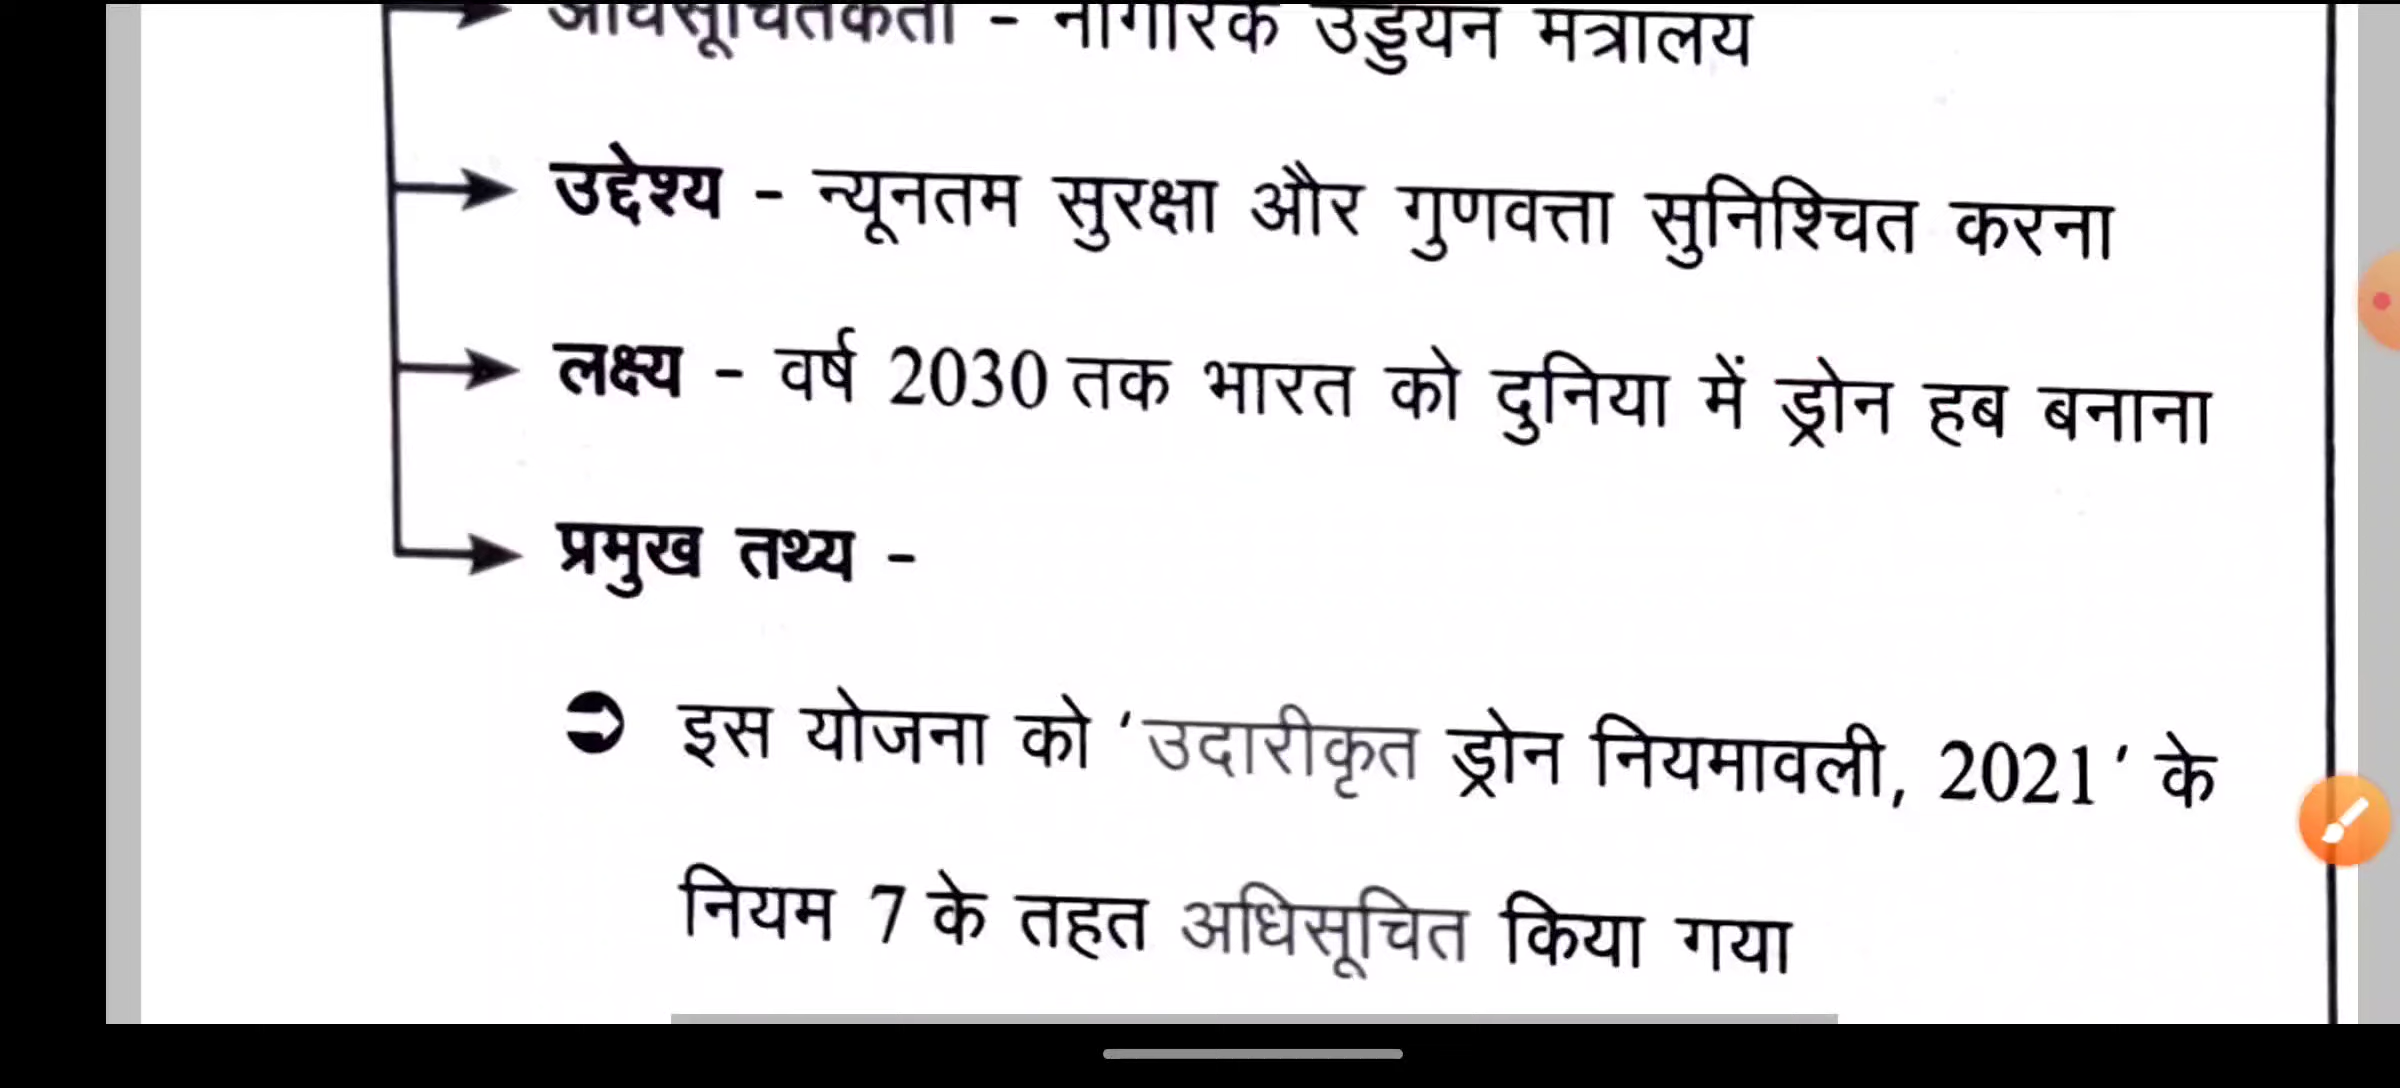 अधिसूचितकर्ता - नागरिक उड्डयन मंत्रालय
उद्देश्य - न्यूनतम सुरक्षा और गुणवत्ता सुनिश्चित करना
लक्ष्य - वर्ष 2030 तक भारत को दुनिया में ड्रोन हब बनाना
प्रमुख तथ्य -
इस योजना को ‘उदारीकृत ड्रोन नियमावली, 2021’ के
नियम 7 के तहत अधिसूचित किया गया